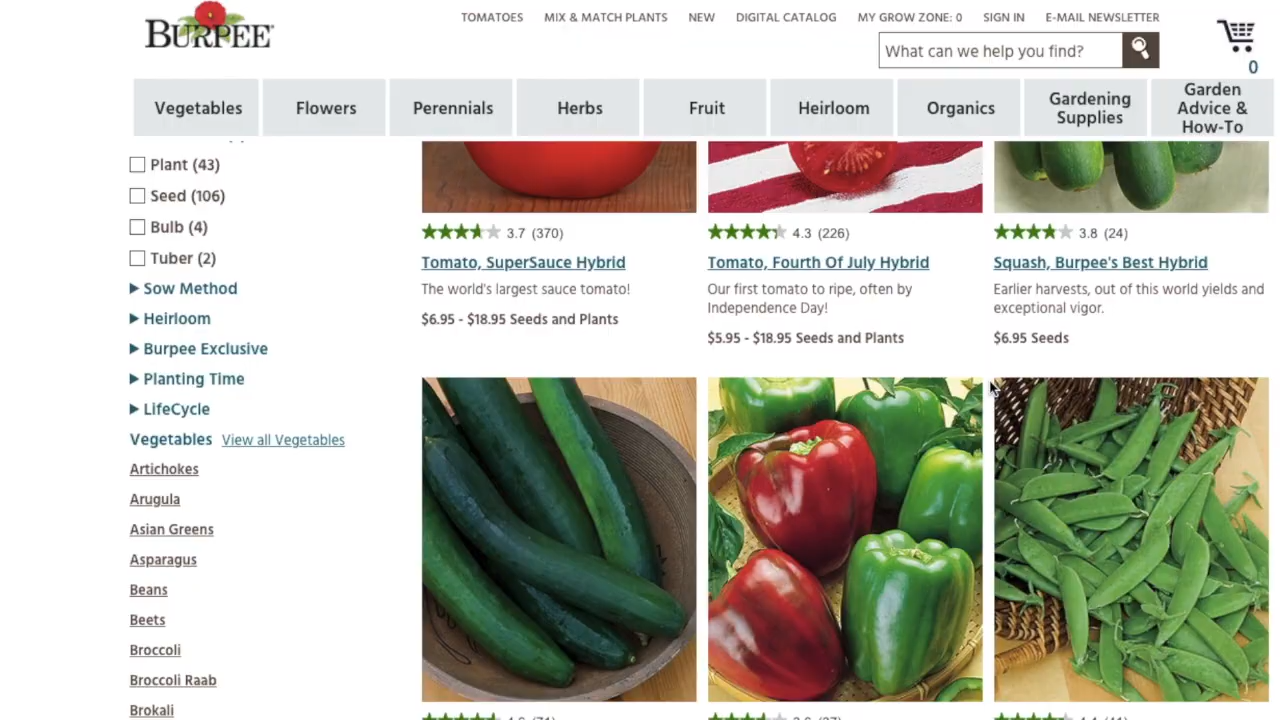 BURPEE
TOMATOES MIX & MATCH PLANTS NEW DIGITAL CATALOG MY GROW ZONE: 0 SIGN IN E-MAIL NEWSLETTER
What can we help you find?
0
Vegetables
Flowers
Perennials
Herbs
Fruit
Heirloom
Organics
Gardening
Supplies
Garden
Advice &
How-To
Plant (43)
Seed (106)
Bulb (4)
Tuber (2)
Sow Method
Heirloom
Burpee Exclusive
Planting Time
LifeCycle
Vegetables View all Vegetables
Artichokes
Arugula
Asian Greens
Asparagus
Beans
Beets
Broccoli
Broccoli Raab
Brokali
3.7 (370)
Tomato, SuperSauce Hybrid
The world's largest sauce tomato!
$6.95 - $18.95 Seeds and Plants
4.3 (226)
Tomato, Fourth Of July Hybrid
Our first tomato to ripe, often by
Independence Day!
$5.95 - $18.95 Seeds and Plants
3.8 (24)
Squash, Burpee's Best Hybrid
Earlier harvests, out of this world yields and
exceptional vigor.
$6.95 Seeds